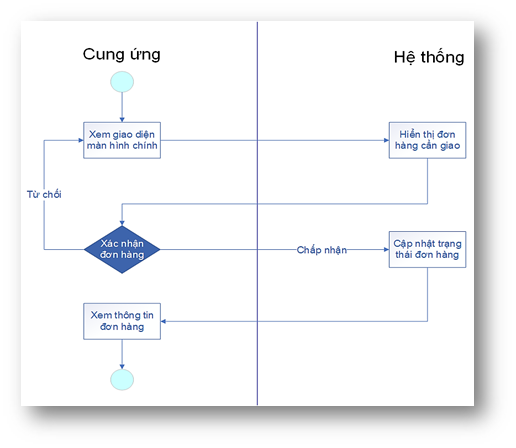 Cung ứng
Hệ thống
Xem giao diện
màn hình chính
Hiển thị đơn
hàng cần giao
Từ chối
Xác nhận
đơn hàng
Chấp nhận
Cập nhật trạng
thái đơn hàng
Xem thông tin
đơn hàng